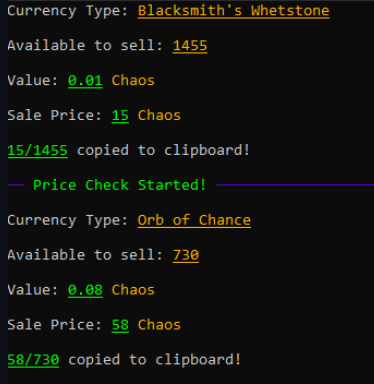 Currency Type: Blacksmith's Whetstone
Available to sell: 1455
Value: 0.01 Chaos
Sale Price: 15 Chaos
15/1455 copied to clipboard!
Price Check Started!
Currency Type: Orb of Chance
Available to sell: 730
Value: 0.08 Chaos
Sale Price: 58 Chaos
58/730 copied to clipboard!